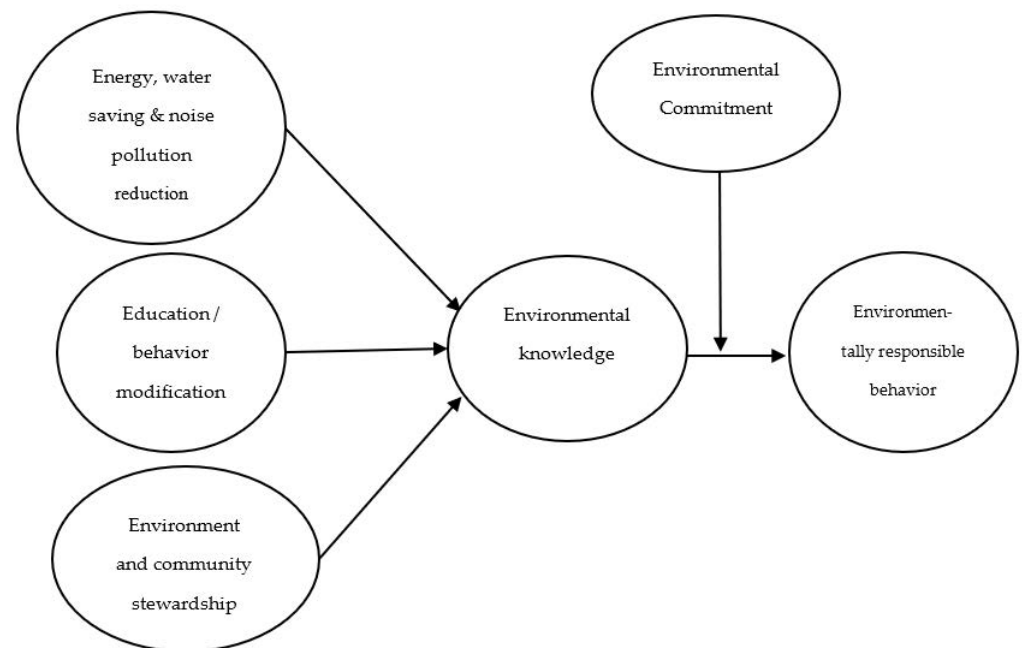 Energy, water
saving & noise
pollution
reduction
Environmental
Commitment
Education/
behavior
modification
Environmental
knowledge
Environmen-
tally responsible
behavior
Environment
and community
stewardship